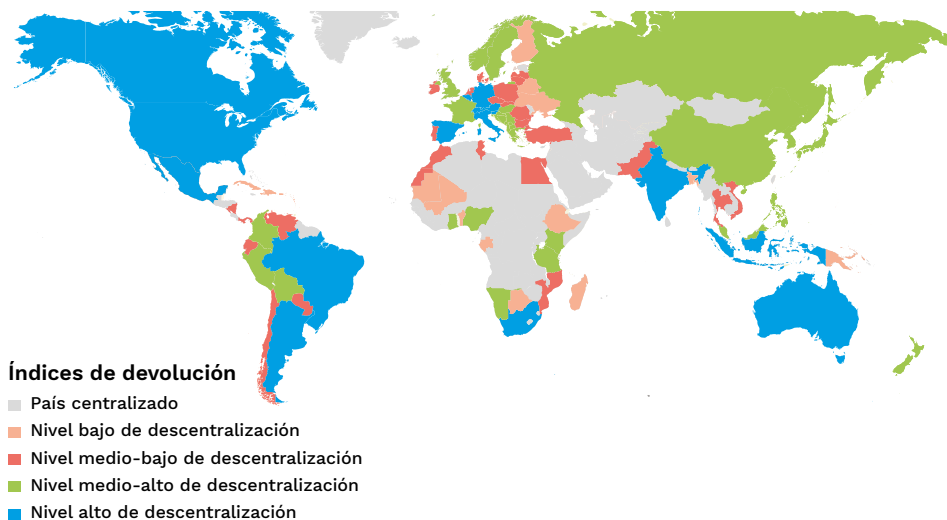 Índices de devolución
País centralizado
Nivel bajo de descentralización
Nivel medio-bajo de descentralización
Nivel medio-alto de descentralización
Nivel alto de descentralización